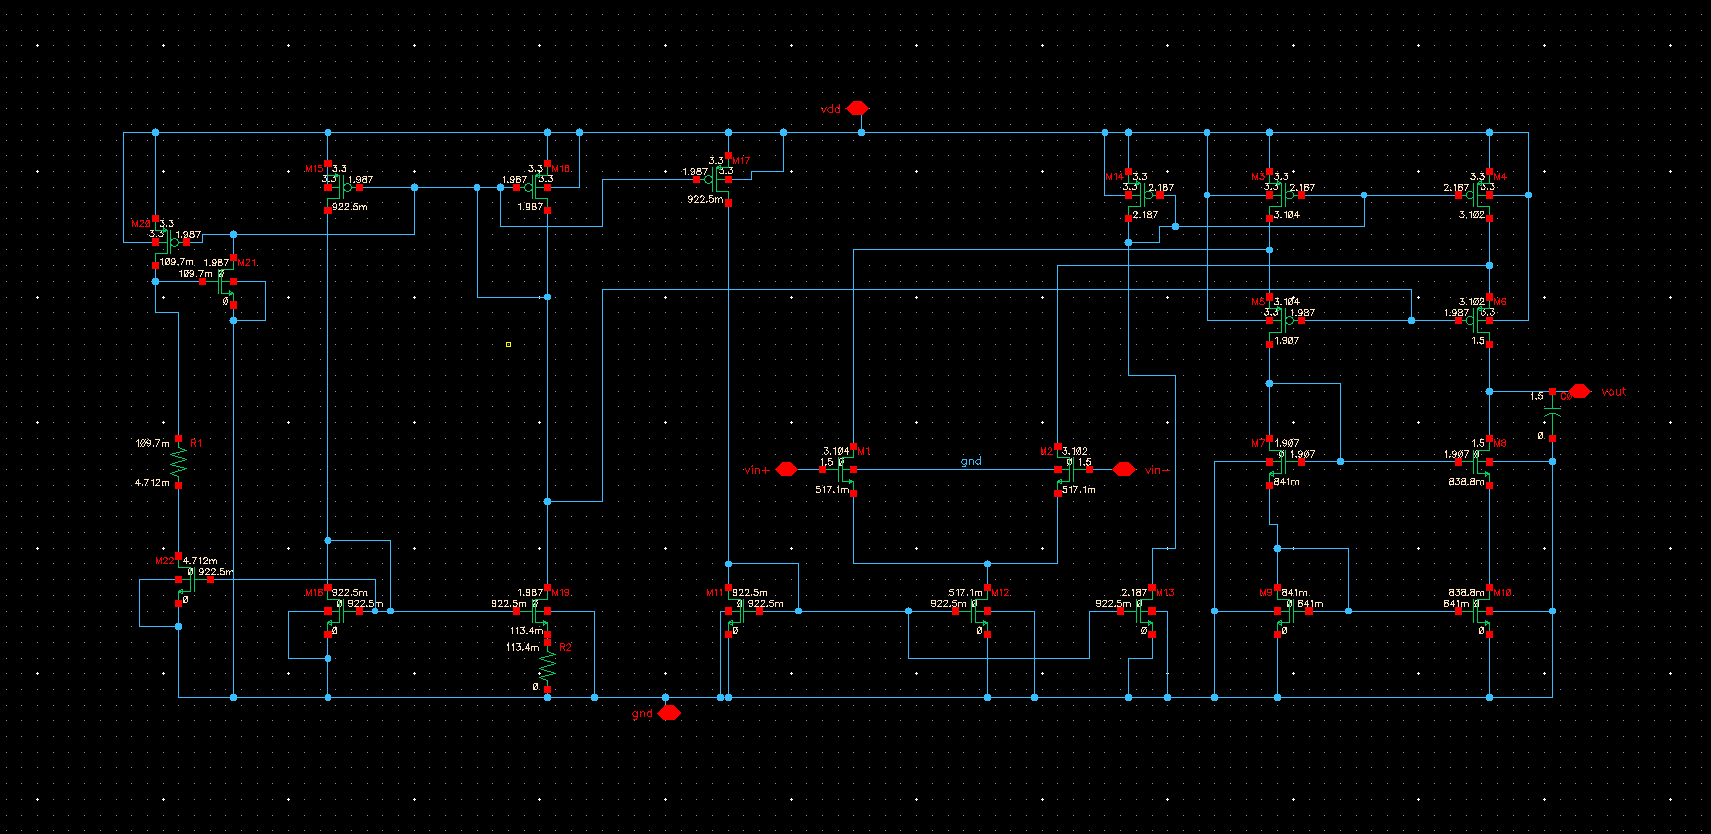 vdd
3.3 M17
1.987 3.3
922.5m
M15 3.3
3.3 1.987
922.5m
3.3 M18.
1.987 3.3
1.987
M14 3.3
3.3 2.187
2.187
M3 3.3
3.3 2.187
3.104
3.3 M4
2.187 3.3
3.102
M20 3.3
3.3 1.987
109.7m
1.987 M21.
109.7m 0
0
M5 3.104
3.3 1.987
1.907
3.102 M6
1.987 3.3
1.5
1.5 C0 vout
0
109.7m R1
4.712m
3.104 M1
vin+ 1.5 0
517.1m
gnd
M2 3.102
0 1.5 vin-
517.1m
M7 1.907
0 1.907
841m
1.5 M8
1.907 0
838.8m
M22 4.712m
0 922.5m
0
M16 922.5m
0 922.5m
0
1.987 M19.
922.5m 0
113.4m
113.4m R2
0
M11 922.5m
0 922.5m
0
517.1m M12.
922.5m 0
0
2.187 M13
922.5m 0
0
M9 841m
0 841m
0
838.8m M10.
841m 0
0
gnd